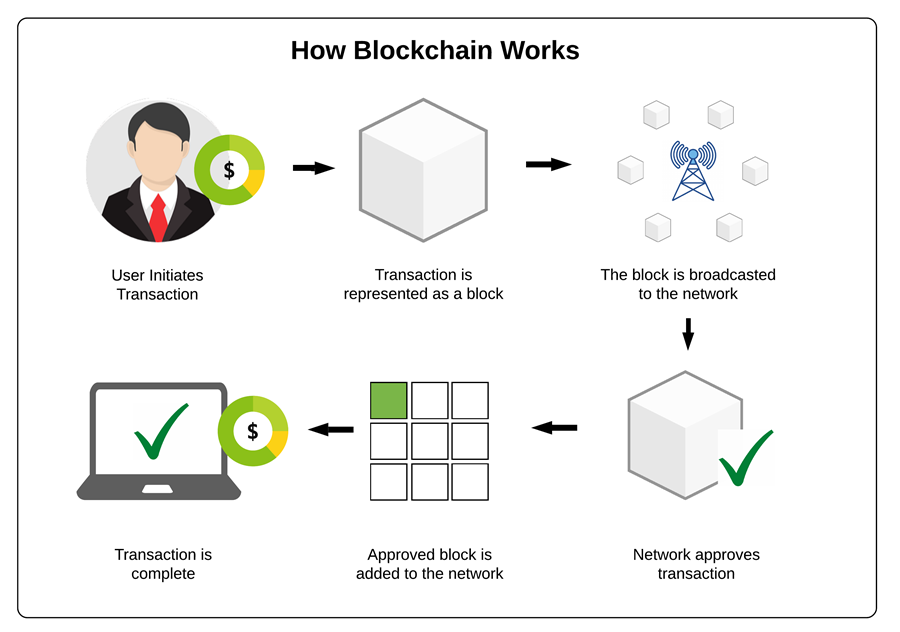 How Blockchain Works
$
User Initiates
Transaction
Transaction is
represented as a block
The block is broadcasted
to the network
$
Transaction is
complete
Approved block is
added to the network
Network approves
transaction